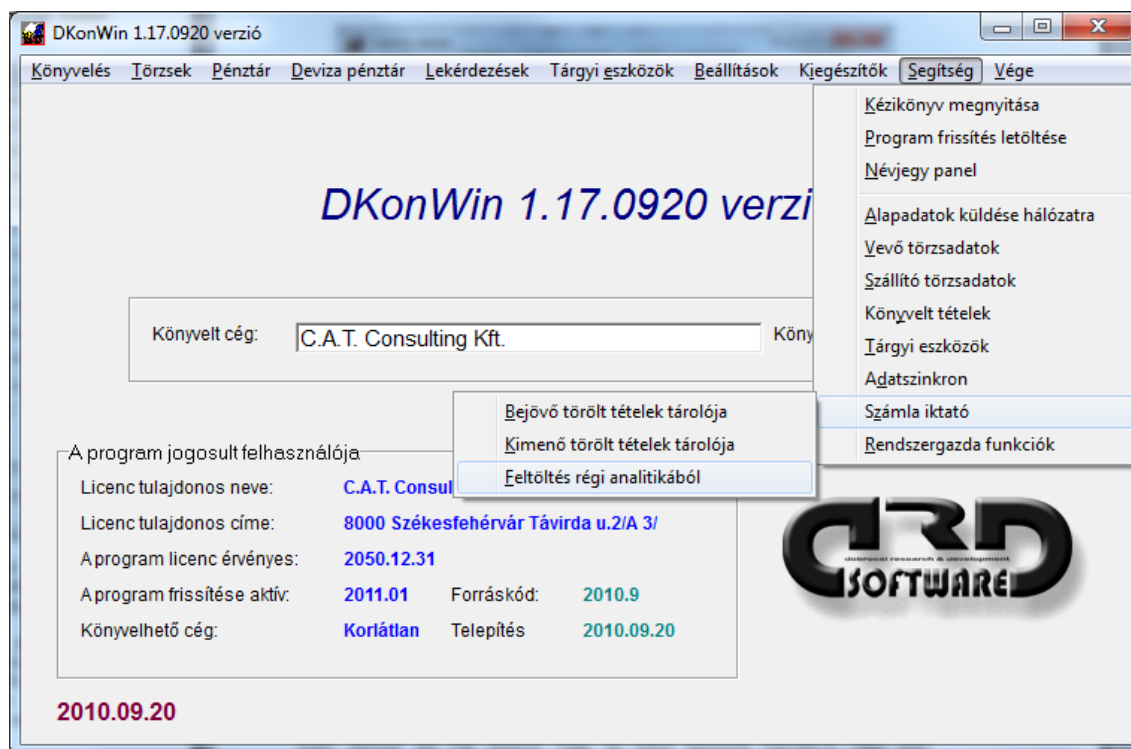 DKonWin 1.17.0920 verzió
Könyvelés Törzsek Pénztár Deviza pénztár Lekérdezések Tárgyi eszközök Beállítások Kiegészítők Segítség Vége
Kézikönyv megnyitása
Program frissítés letöltése
Névjegy panel
Alapadatok küldése hálózatra
Vevő törzsadatok
Szállító törzsadatok
Könyvelt tételek
Tárgyi eszközök
Adatszinkron
Számla iktató
Rendszergazda funkciók
DKonWin 1.17.0920 verzi
Könyvelt cég: C.A.T. Consulting Kft. Köny
Bejövő törölt tételek tárolója
Kimenő törölt tételek tárolója
Feltöltés régi analitikából
A program jogosult felhasználója
Licenc tulajdonos neve: C.A.T. Consul
Licenc tulajdonos címe: 8000 Székesfehérvár Távirda u.2/A 3/
A program licenc érvényes: 2050.12.31
A program frissítése aktív: 2011.01 Forráskód: 2010.9
Könyvelhető cég: Korlátlan Telepítés 2010.09.20
DRD
dobrocsi research & development
SOFTWARE
2010.09.20